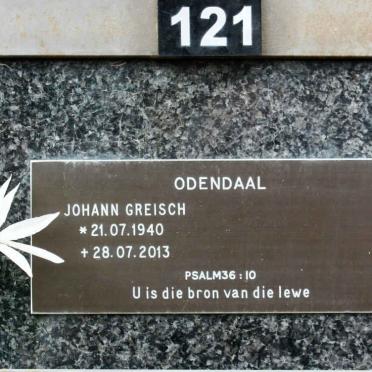 121
ODENDAAL
JOHANN GREISCH
* 21.07.1940
+ 28.07.2013
PSALM36:10
U is die bron van die lewe